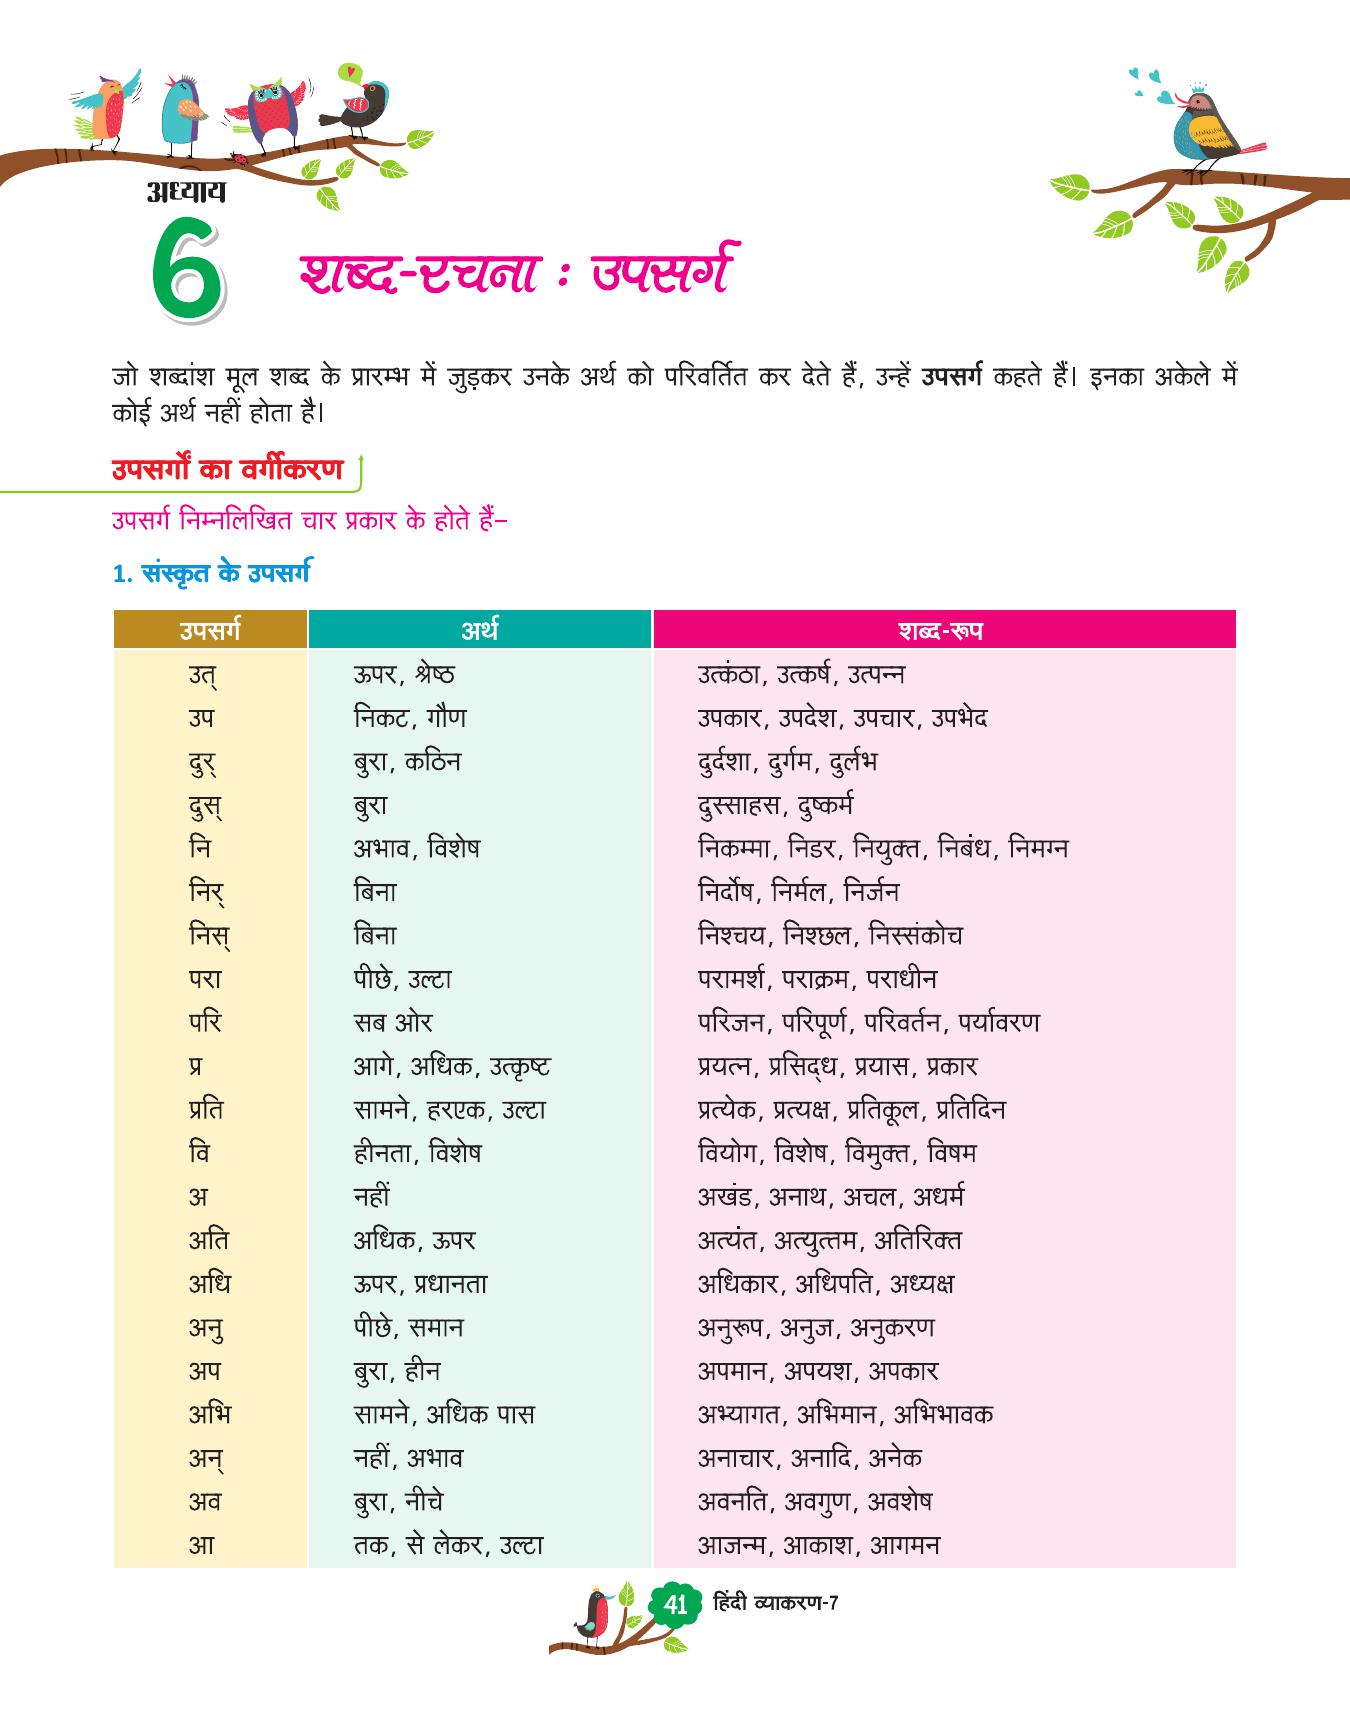 अध्याय
6
शब्द-रचना : उपसर्ग
जो शब्दांश मूल शब्द के प्रारम्भ में जुड़कर उनके अर्थ को परिवर्तित कर देते हैं, उन्हें उपसर्ग कहते हैं। इनका अकेले में
कोई अर्थ नहीं होता है।
उपसर्गों का वर्गीकरण
उपसर्ग निम्नलिखित चार प्रकार के होते हैं–
1. संस्कृत के उपसर्ग
उपसर्ग अर्थ शब्द-रूप
उत् ऊपर, श्रेष्ठ उत्कंठा, उत्कर्ष, उत्पन्न
उप निकट, गौण उपकार, उपदेश, उपचार, उपभेद
दुर् बुरा, कठिन दुर्दशा, दुर्गम, दुर्लभ
दुस् बुरा दुस्साहस, दुष्कर्म
नि अभाव, विशेष निकम्मा, निडर, नियुक्त, निबंध, निमग्न
निर् बिना निर्दोष, निर्मल, निर्जन
निस् बिना निश्चय, निश्छल, निस्संकोच
परा पीछे, उल्टा परामर्श, पराक्रम, पराधीन
परि सब ओर परिजन, परिपूर्ण, परिवर्तन, पर्यावरण
प्र आगे, अधिक, उत्कृष्ट प्रयत्न, प्रसिद्ध, प्रयास, प्रकार
प्रति सामने, हरएक, उल्टा प्रत्येक, प्रत्यक्ष, प्रतिकूल, प्रतिदिन
वि हीनता, विशेष वियोग, विशेष, विमुक्त, विषम
अ नहीं अखंड, अनाथ, अचल, अधर्म
अति अधिक, ऊपर अत्यंत, अत्युत्तम, अतिरिक्त
अधि ऊपर, प्रधानता अधिकार, अधिपति, अध्यक्ष
अनु पीछे, समान अनुरूप, अनुज, अनुकरण
अप बुरा, हीन अपमान, अपयश, अपकार
अभि सामने, अधिक पास अभ्यागत, अभिमान, अभिभावक
अन् नहीं, अभाव अनाचार, अनादि, अनेक
अव बुरा, नीचे अवनति, अवगुण, अवशेष
आ तक, से लेकर, उल्टा आजन्म, आकाश, आगमन
41 हिंदी व्याकरण-7